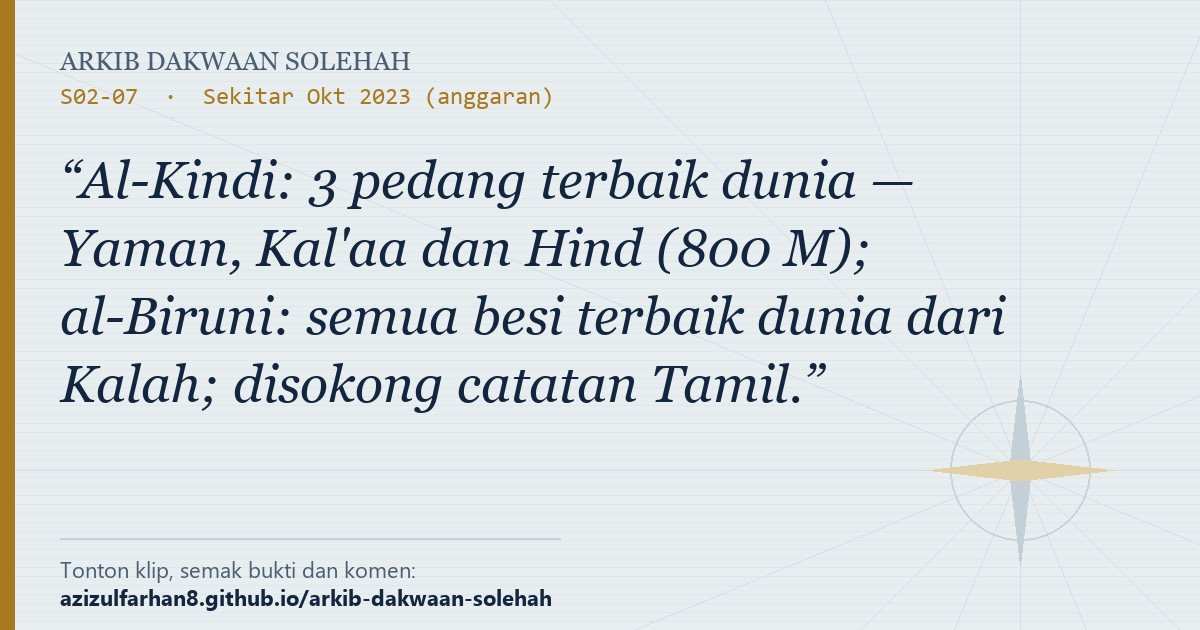 ARKIB DAKWAAN SOLEHAH
S02-07 · Sekitar Okt 2023 (anggaran)
“Al-Kindi: 3 pedang terbaik dunia —
Yaman, Kal'aa dan Hind (800 M);
al-Biruni: semua besi terbaik dunia dari
Kalah; disokong catatan Tamil.”
Tonton klip, semak bukti dan komen:
azizulfarhan8.github.io/arkib-dakwaan-solehah